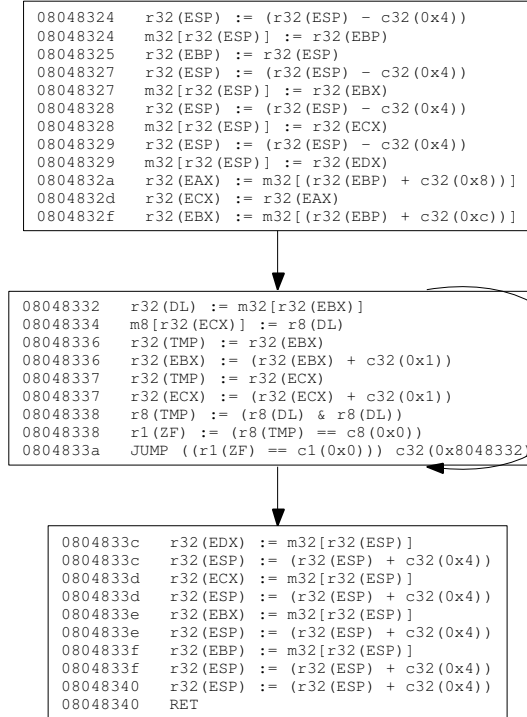 08048324 r32(ESP) := (r32(ESP) - c32(0x4))
08048324 m32[r32(ESP)] := r32(EBP)
08048325 r32(EBP) := r32(ESP)
08048327 r32(ESP) := (r32(ESP) - c32(0x4))
08048327 m32[r32(ESP)] := r32(EBX)
08048328 r32(ESP) := (r32(ESP) - c32(0x4))
08048328 m32[r32(ESP)] := r32(ECX)
08048329 r32(ESP) := (r32(ESP) - c32(0x4))
08048329 m32[r32(ESP)] := r32(EDX)
0804832a r32(EAX) := m32[(r32(EBP) + c32(0x8))]
0804832d r32(ECX) := r32(EAX)
0804832f r32(EBX) := m32[(r32(EBP) + c32(0xc))]
08048332 r32(DL) := m32[r32(EBX)]
08048334 m8[r32(ECX)] := r8(DL)
08048336 r32(TMP) := r32(EBX)
08048336 r32(EBX) := (r32(EBX) + c32(0x1))
08048337 r32(TMP) := r32(ECX)
08048337 r32(ECX) := (r32(ECX) + c32(0x1))
08048338 r8(TMP) := (r8(DL) & r8(DL))
08048338 r1(ZF) := (r8(TMP) == c8(0x0))
0804833a JUMP ((r1(ZF) == c1(0x0))) c32(0x8048332)
0804833c r32(EDX) := m32[r32(ESP)]
0804833c r32(ESP) := (r32(ESP) + c32(0x4))
0804833d r32(ECX) := m32[r32(ESP)]
0804833d r32(ESP) := (r32(ESP) + c32(0x4))
0804833e r32(EBX) := m32[r32(ESP)]
0804833e r32(ESP) := (r32(ESP) + c32(0x4))
0804833f r32(EBP) := m32[r32(ESP)]
0804833f r32(ESP) := (r32(ESP) + c32(0x4))
08048340 r32(ESP) := (r32(ESP) + c32(0x4))
08048340 RET